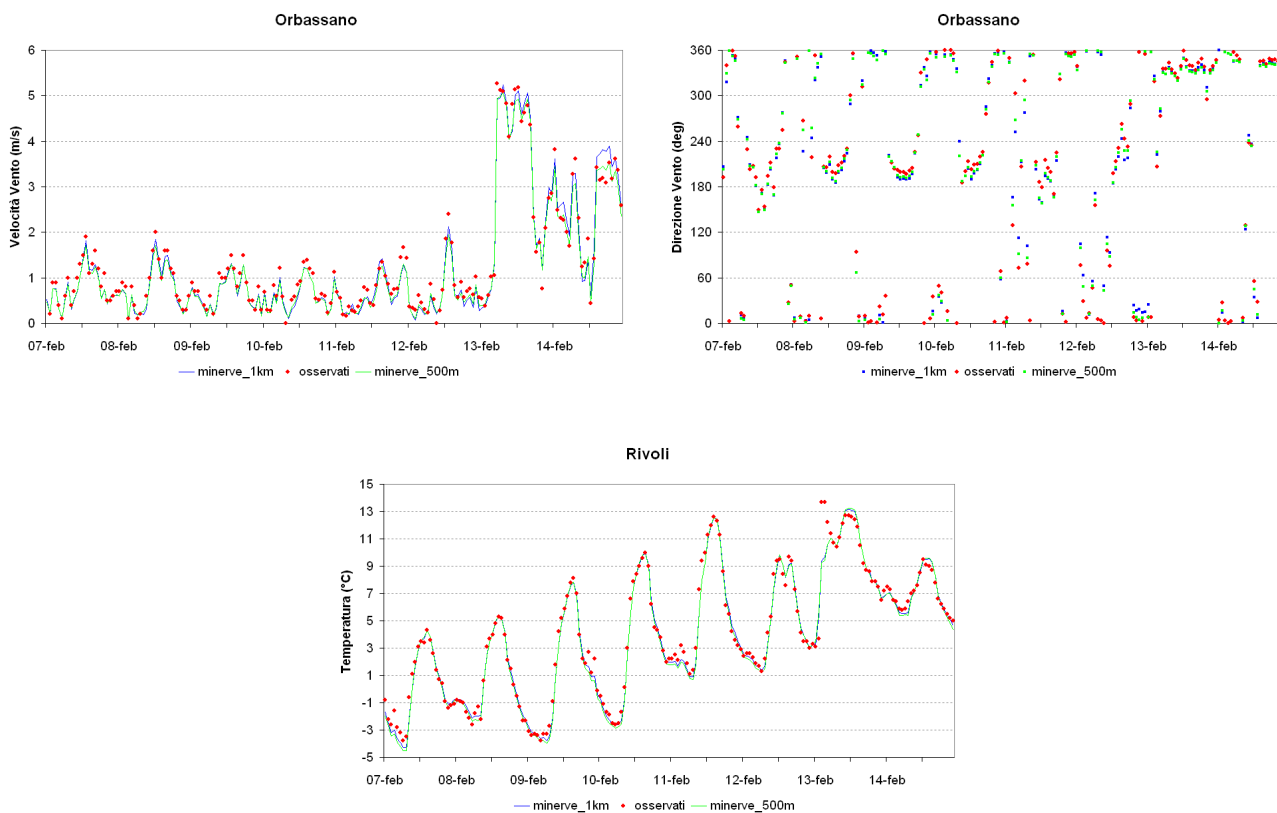 Orbassano
Velocità Vento (m/s)
6
5
4
3
2
1
0
07-feb 08-feb 09-feb 10-feb 11-feb 12-feb 13-feb 14-feb
minerve_1km osservati minerve_500m
Orbassano
Direzione Vento (deg)
360
300
240
180
120
60
0
07-feb 08-feb 09-feb 10-feb 11-feb 12-feb 13-feb 14-feb
minerve_1km osservati minerve_500m
Rivoli
Temperatura (°C)
15
13
11
9
7
5
3
1
-1
-3
-5
07-feb 08-feb 09-feb 10-feb 11-feb 12-feb 13-feb 14-feb
minerve_1km osservati minerve_500m